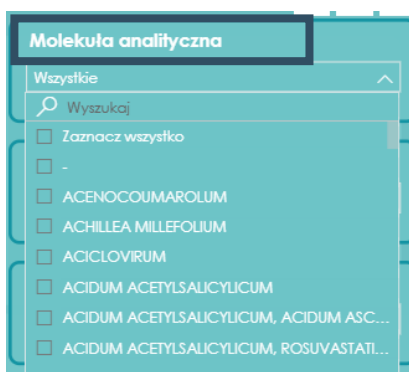 Molekuła analityczna
Wszystkie
Wyszukaj
Zaznacz wszystko
-
ACENOCOUMAROLUM
ACHILLEA MILLEFOLIUM
ACICLOVIRUM
ACIDUM ACETYLSALICYLICUM
ACIDUM ACETYLSALICYLICUM, ACIDUM ASC...
ACIDUM ACETYLSALICYLICUM, ROSUVASTATI...